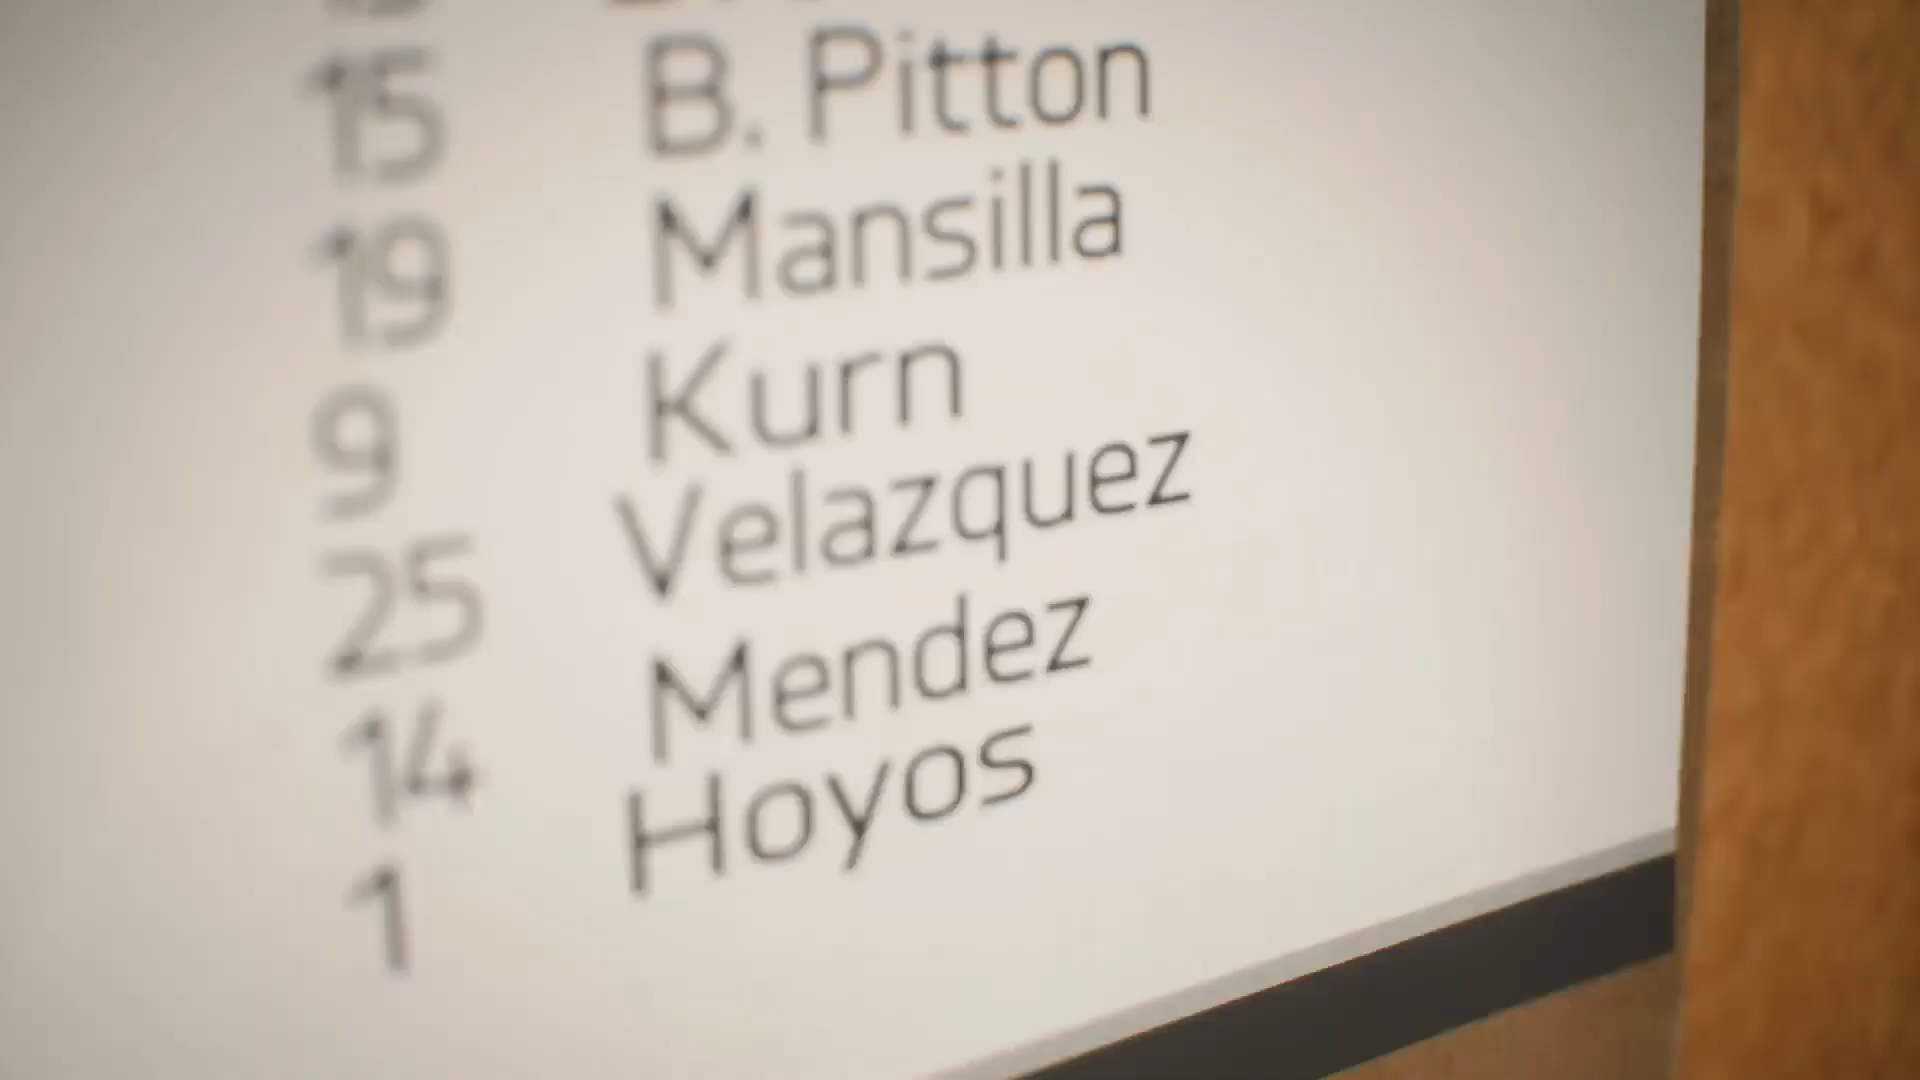 15 B. Pitton
19 Mansilla
9 Kurn
25 Velazquez
14 Mendez
1 Hoyos